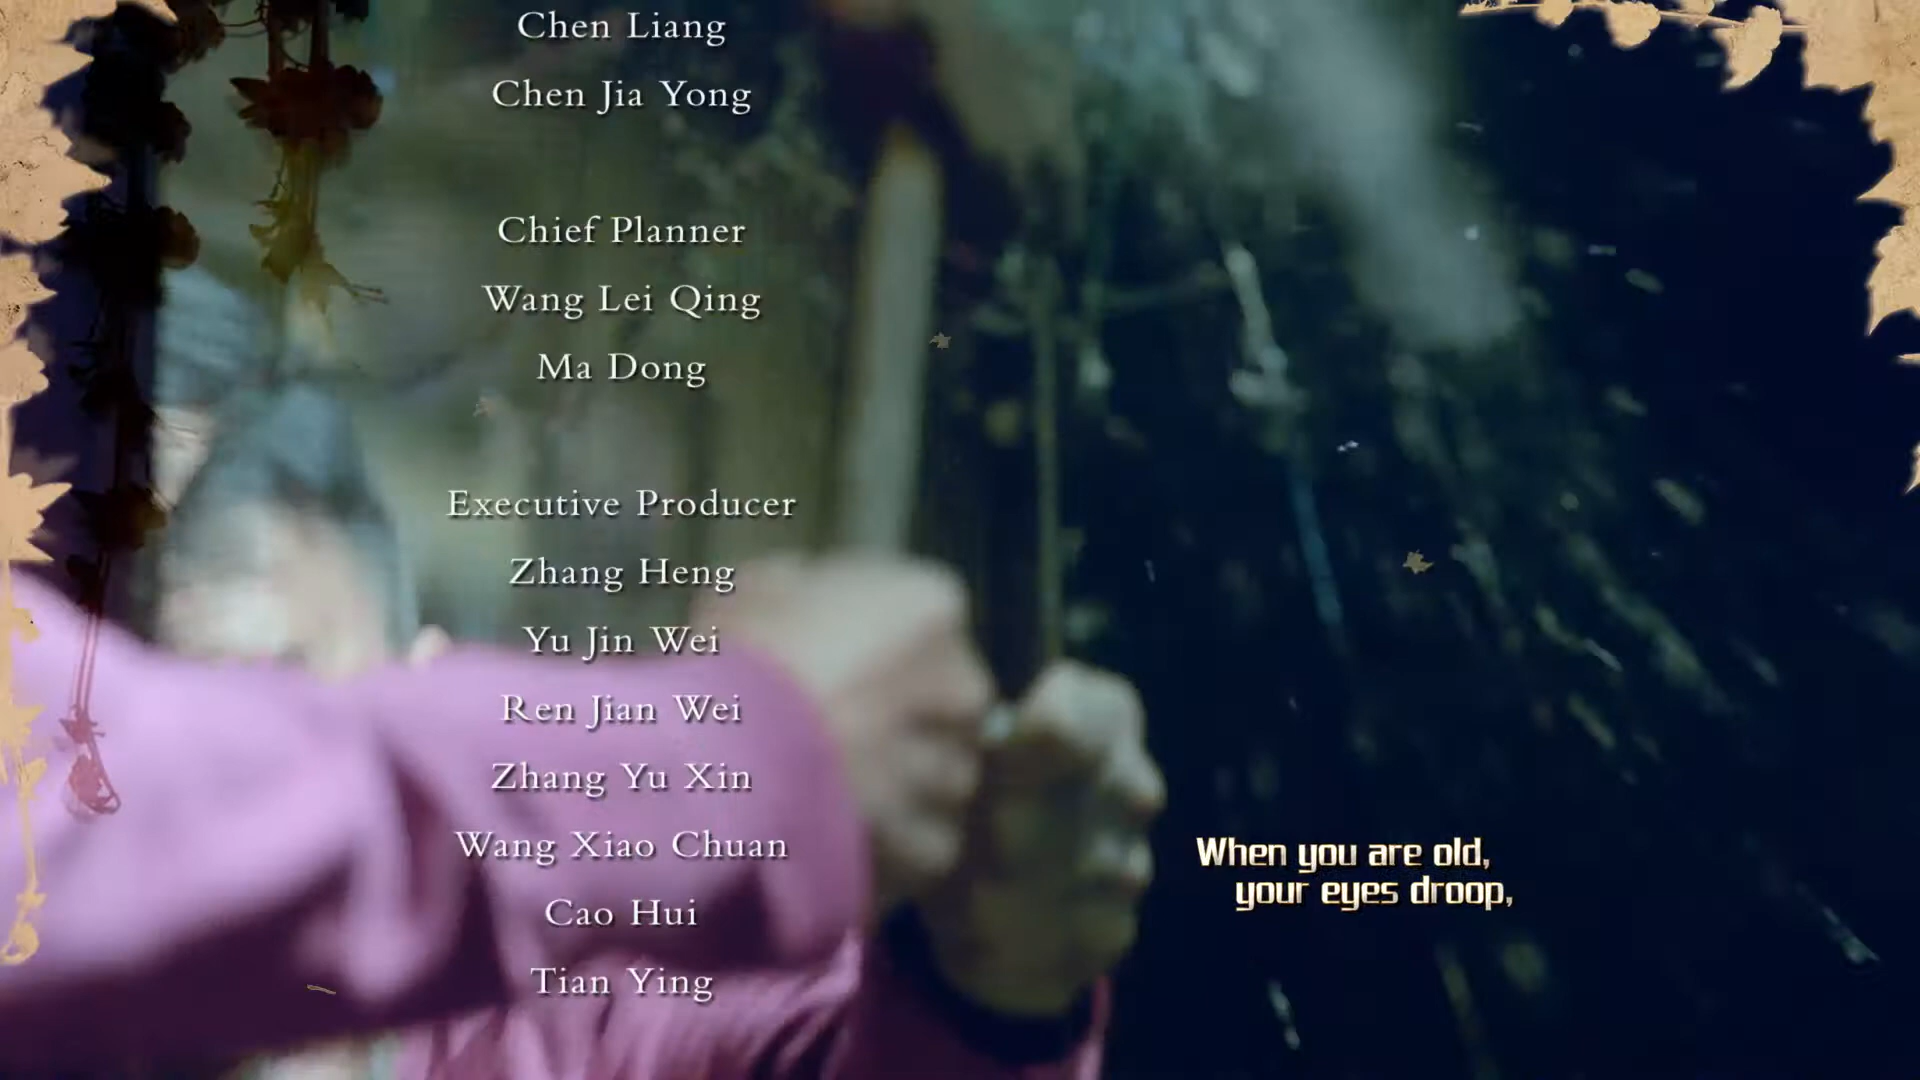 Chen Liang
Chen Jia Yong
Chief Planner
Wang Lei Qing
Ma Dong
Executive Producer
Zhang Heng
Yu Jin Wei
Ren Jian Wei
Zhang Yu Xin
Wang Xiao Chuan
Cao Hui
Tian Ying
When you are old,
your eyes droop,